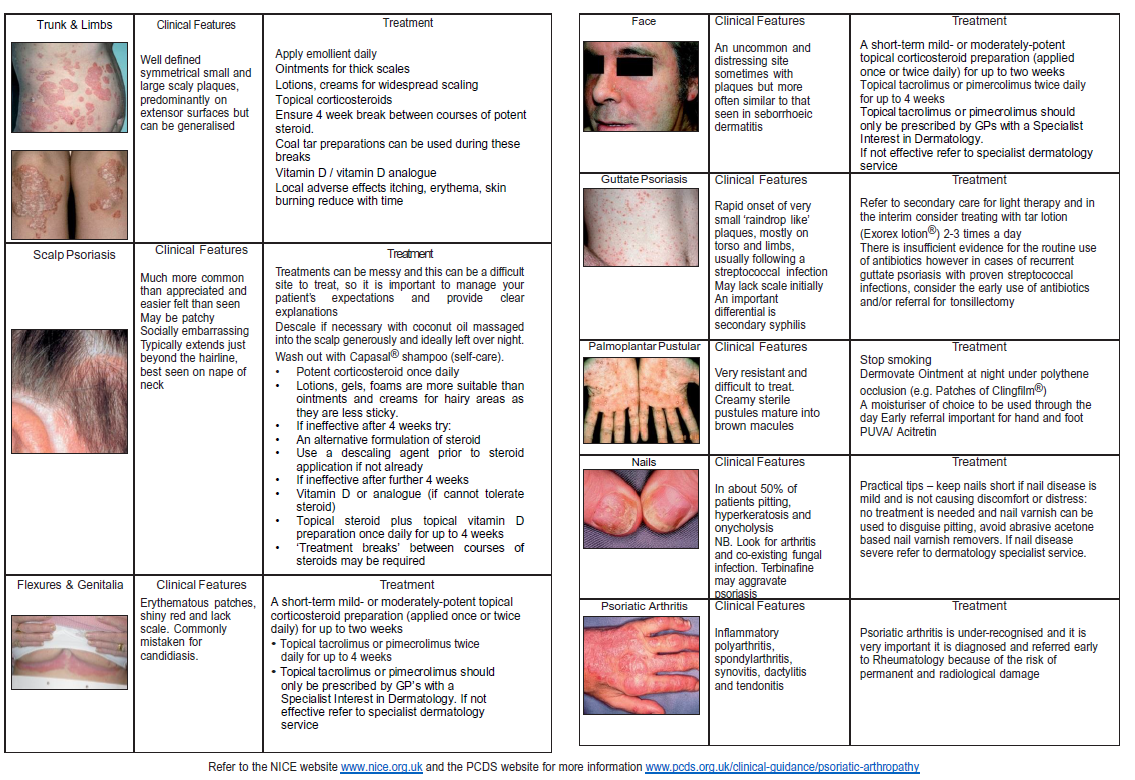 Trunk & Limbs
Clinical Features
Well defined
symmetrical small and
large scaly plaques,
predominantly on
extensor surfaces but
can be generalised
Treatment
Apply emollient daily
Ointments for thick scales
Lotions, creams for widespread scaling
Topical corticosteroids
Ensure 4 week break between courses of potent
steroid.
Coal tar preparations can be used during these
breaks
Vitamin D / vitamin D analogue
Local adverse effects itching, erythema, skin
burning reduce with time
Scalp Psoriasis
Clinical Features
Much more common
than appreciated and
easier felt than seen
May be patchy
Socially embarrassing
Typically extends just
beyond the hairline,
best seen on nape of
neck
Treatment
Treatments can be messy and this can be a difficult
site to treat, so it is important to manage your
patient's expectations and provide clear
explanations
Descale if necessary with coconut oil massaged
into the scalp generously and ideally left over night.
Wash out with Capasal® shampoo (self-care).
• Potent corticosteroid once daily
• Lotions, gels, foams are more suitable than
ointments and creams for hairy areas as
they are less sticky.
• If ineffective after 4 weeks try:
• An alternative formulation of steroid
• Use a descaling agent prior to steroid
application if not already
• If ineffective after further 4 weeks
• Vitamin D or analogue (if cannot tolerate
steroid)
• Topical steroid plus topical vitamin D
preparation once daily for up to 4 weeks
• 'Treatment breaks' between courses of
steroids may be required
Flexures & Genitalia
Clinical Features
Erythematous patches,
shiny red and lack
scale. Commonly
mistaken for
candidiasis.
Treatment
A short-term mild- or moderately-potent topical
corticosteroid preparation (applied once or twice
daily) for up to two weeks
• Topical tacrolimus or pimecrolimus twice
daily for up to 4 weeks
• Topical tacrolimus or pimecrolimus should
only be prescribed by GP's with a
Specialist Interest in Dermatology. If not
effective refer to specialist dermatology
service
Face
Clinical Features
An uncommon and
distressing site
sometimes with
plaques but more
often similar to that
seen in seborrhoeic
dermatitis
Treatment
A short-term mild- or moderately-potent
topical corticosteroid preparation (applied
once or twice daily) for up to two weeks
Topical tacrolimus or pimercolimus twice daily
for up to 4 weeks
Topical tacrolimus or pimecrolimus should
only be prescribed by GPs with a Specialist
Interest in Dermatology.
If not effective refer to specialist dermatology
service
Guttate Psoriasis
Clinical Features
Rapid onset of very
small 'raindrop like'
plaques, mostly on
torso and limbs,
usually following a
streptococcal infection
May lack scale initially
An important
differential is
secondary syphilis
Treatment
Refer to secondary care for light therapy and in
the interim consider treating with tar lotion
(Exorex lotion®) 2-3 times a day
There is insufficient evidence for the routine use
of antibiotics however in cases of recurrent
guttate psoriasis with proven streptococcal
infections, consider the early use of antibiotics
and/or referral for tonsillectomy
Palmoplantar Pustular
Clinical Features
Very resistant and
difficult to treat.
Creamy sterile
pustules mature into
brown macules
Treatment
Stop smoking
Dermovate Ointment at night under polythene
occlusion (e.g. Patches of Clingfilm®)
A moisturiser of choice to be used through the
day Early referral important for hand and foot
PUVA/ Acitretin
Nails
Clinical Features
In about 50% of
patients pitting,
hyperkeratosis and
onycholysis
NB. Look for arthritis
and co-existing fungal
infection. Terbinafine
may aggravate
psoriasis
Treatment
Practical tips – keep nails short if nail disease is
mild and is not causing discomfort or distress:
no treatment is needed and nail varnish can be
used to disguise pitting, avoid abrasive acetone
based nail varnish removers. If nail disease
severe refer to dermatology specialist service.
Psoriatic Arthritis
Clinical Features
Inflammatory
polyarthritis,
spondylarthritis,
synovitis, dactylitis
and tendonitis
Treatment
Psoriatic arthritis is under-recognised and it is
very important it is diagnosed and referred early
to Rheumatology because of the risk of
permanent and radiological damage
Refer to the NICE website www.nice.org.uk and the PCDS website for more information www.pcds.org.uk/clinical-guidance/psoriatic-arthropathy